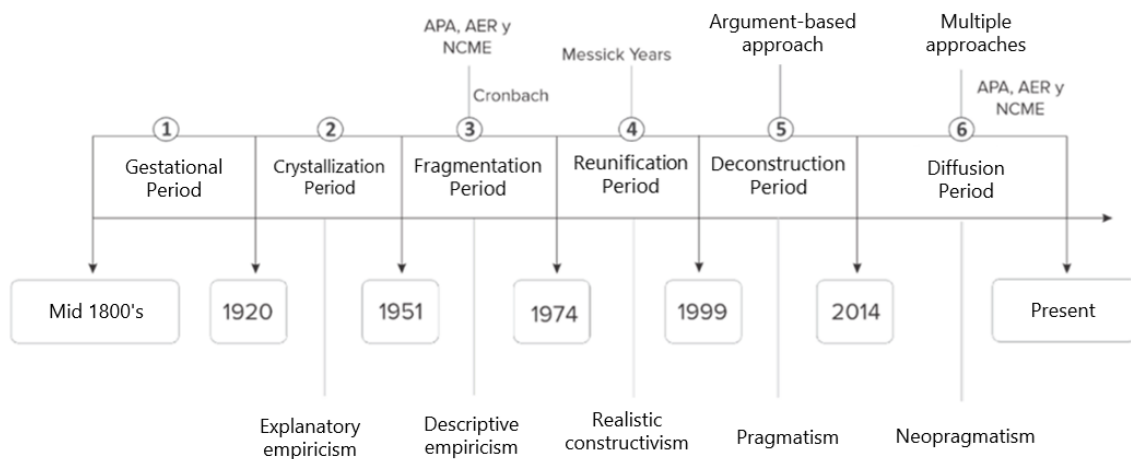 APA, AER y
NCME
Cronbach
Messick Years
Argument-based
approach
Multiple
approaches
APA, AER y
NCME
1
2
3
4
5
6
Gestational
Period
Crystallization
Period
Fragmentation
Period
Reunification
Period
Deconstruction
Period
Diffusion
Period
Mid 1800's
1920
1951
1974
1999
2014
Present
Explanatory
empiricism
Descriptive
empiricism
Realistic
constructivism
Pragmatism
Neopragmatism